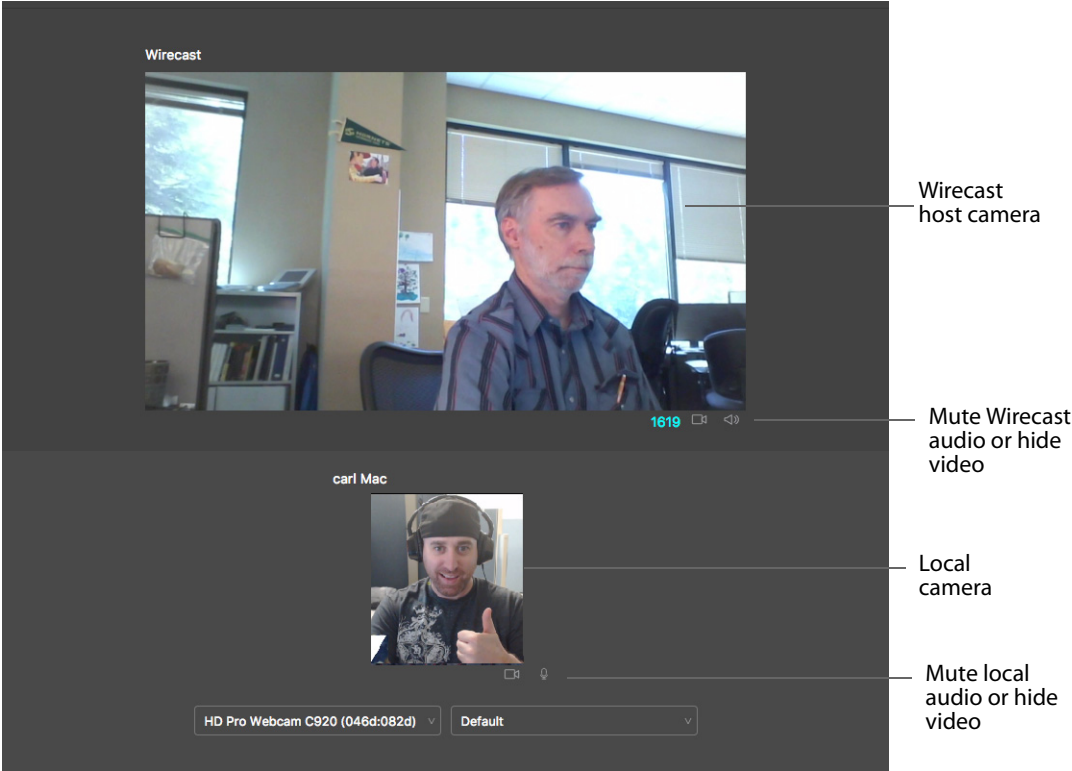 Wirecast
Wirecast
host camera
1619
Mute Wirecast
audio or hide
video
carl Mac
Local
camera
Mute local
audio or hide
video
HD Pro Webcam C920 (046d:082d)
Default